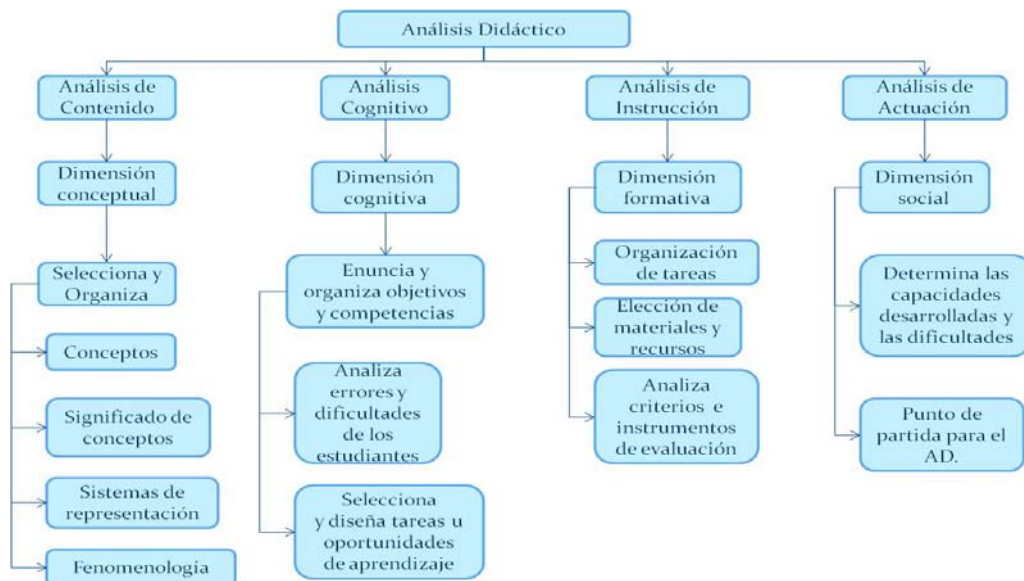 Análisis Didáctico
Análisis de
Contenido
Dimensión
conceptual
Selecciona y
Organiza
Conceptos
Significado de
conceptos
Sistemas de
representación
Fenomenología
Análisis
Cognitivo
Dimensión
cognitiva
Enuncia y
organiza objetivos
y competencias
Analiza
errores y
dificultades
de los
estudiantes
Selecciona
y diseña tareas u
oportunidades
de aprendizaje
Análisis de
Instrucción
Dimensión
formativa
Organización
de tareas
Elección de
materiales y
recursos
Analiza
criterios e
instrumentos
de evaluación
Análisis de
Actuación
Dimensión
social
Determina las
capacidades
desarrolladas y
las dificultades
Punto de
partida para el
AD.